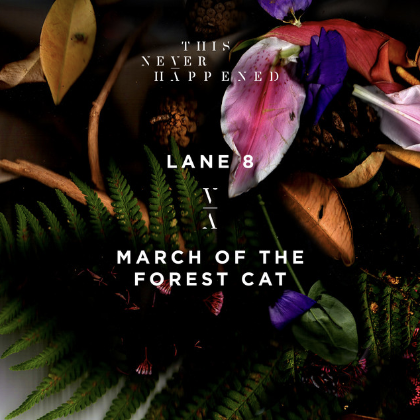 THIS
NEVER
HAPPENED
LANE 8
V
Λ
MARCH OF THE
FOREST CAT